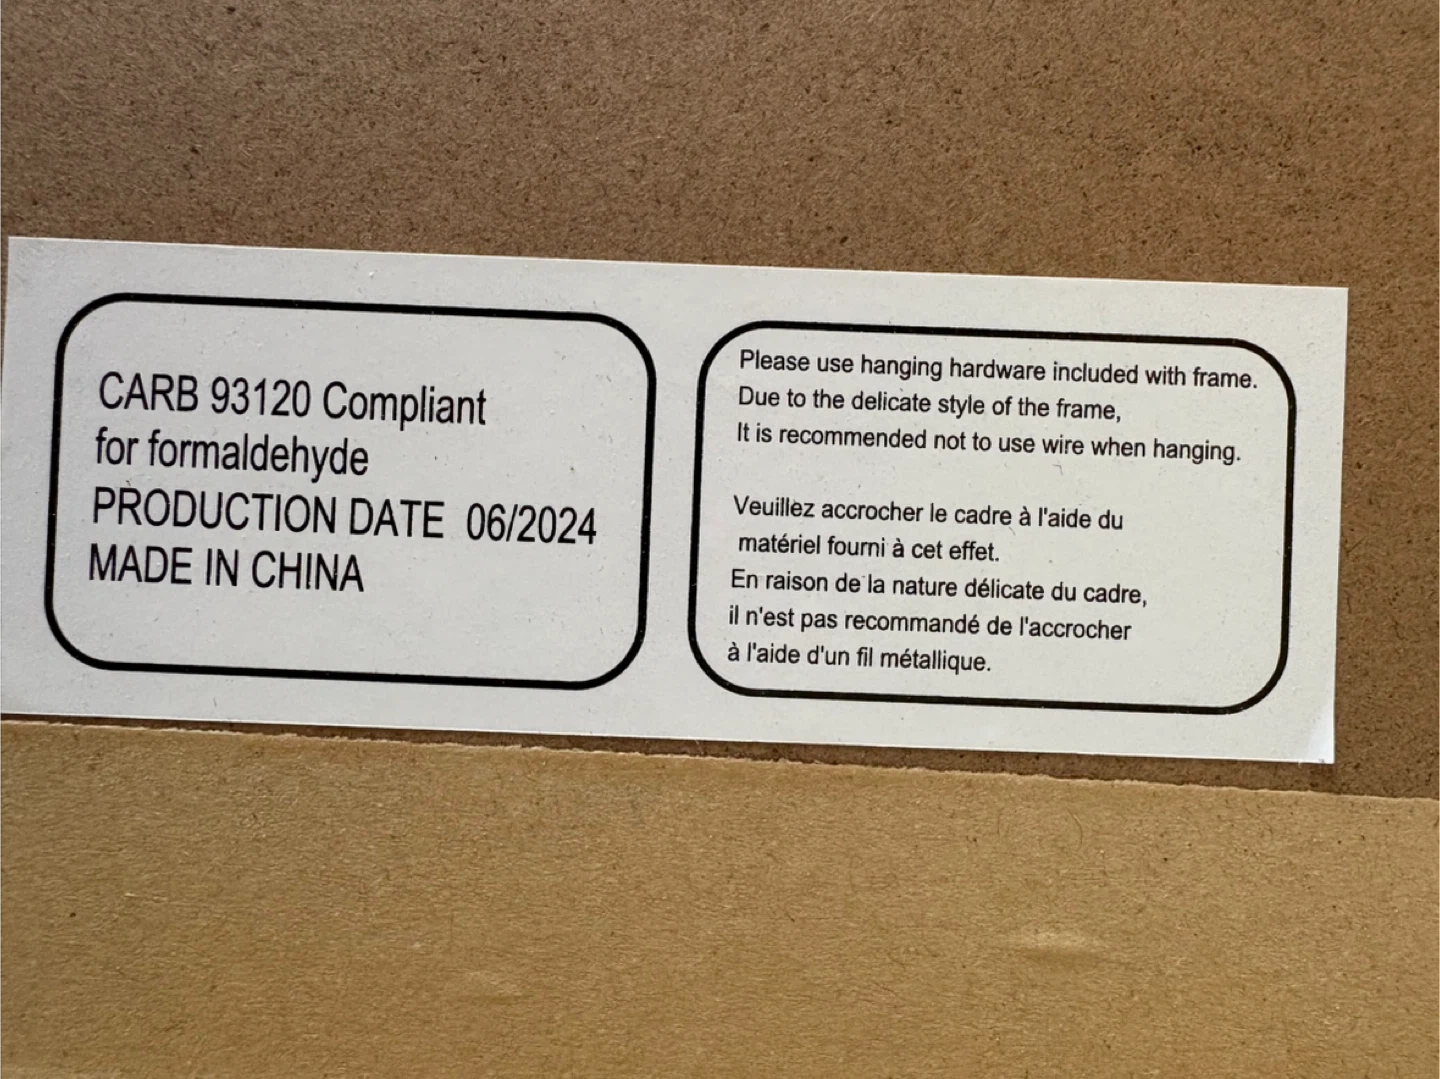 CARB 93120 Compliant
for formaldehyde
PRODUCTION DATE 06/2024
MADE IN CHINA
Please use hanging hardware included with frame.
Due to the delicate style of the frame,
It is recommended not to use wire when hanging.
Veuillez accrocher le cadre à l'aide du
matériel fourni à cet effet.
En raison de la nature délicate du cadre,
il n'est pas recommandé de l'accrocher
à l'aide d'un fil métallique.